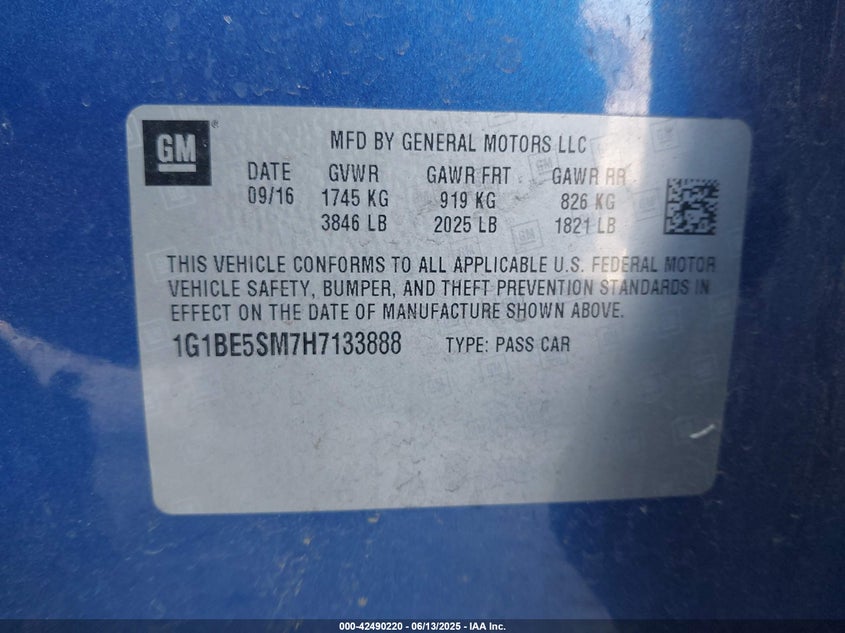 GM
MFD BY GENERAL MOTORS LLC
DATE GVWR GAWR FRT GAWR RR
09/16 1745 KG 919 KG 826 KG
3846 LB 2025 LB 1821 LB
THIS VEHICLE CONFORMS TO ALL APPLICABLE U.S. FEDERAL MOTOR
VEHICLE SAFETY, BUMPER, AND THEFT PREVENTION STANDARDS IN
EFFECT ON THE DATE OF MANUFACTURE SHOWN ABOVE.
1G1BE5SM7H7133888 TYPE: PASS CAR
000-42490220 - 06/13/2025 - IAA Inc.